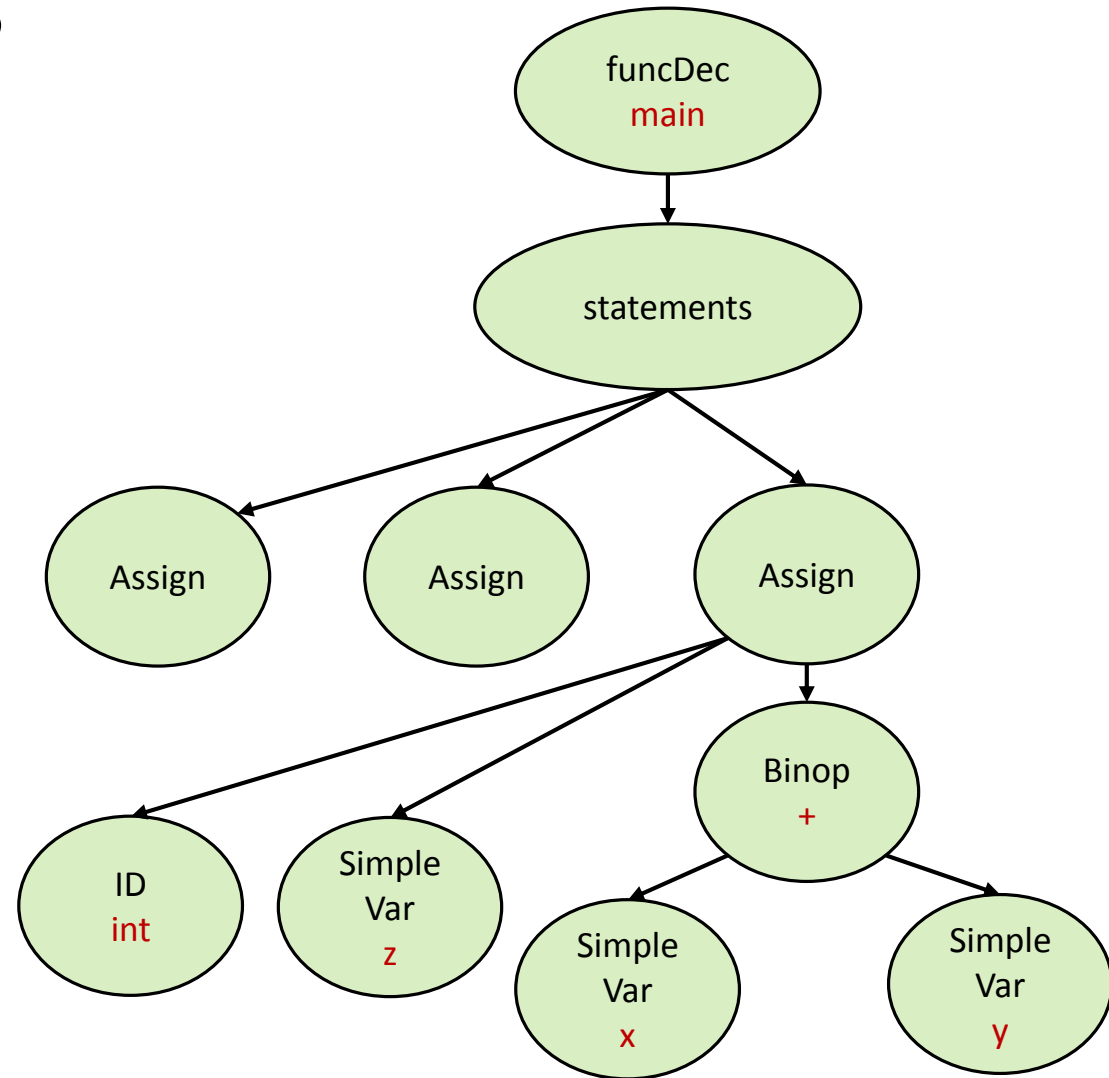 funcDec
main
statements
Assign
Assign
Assign
Binop
+
ID
int
Simple
Var
z
Simple
Var
x
Simple
Var
y